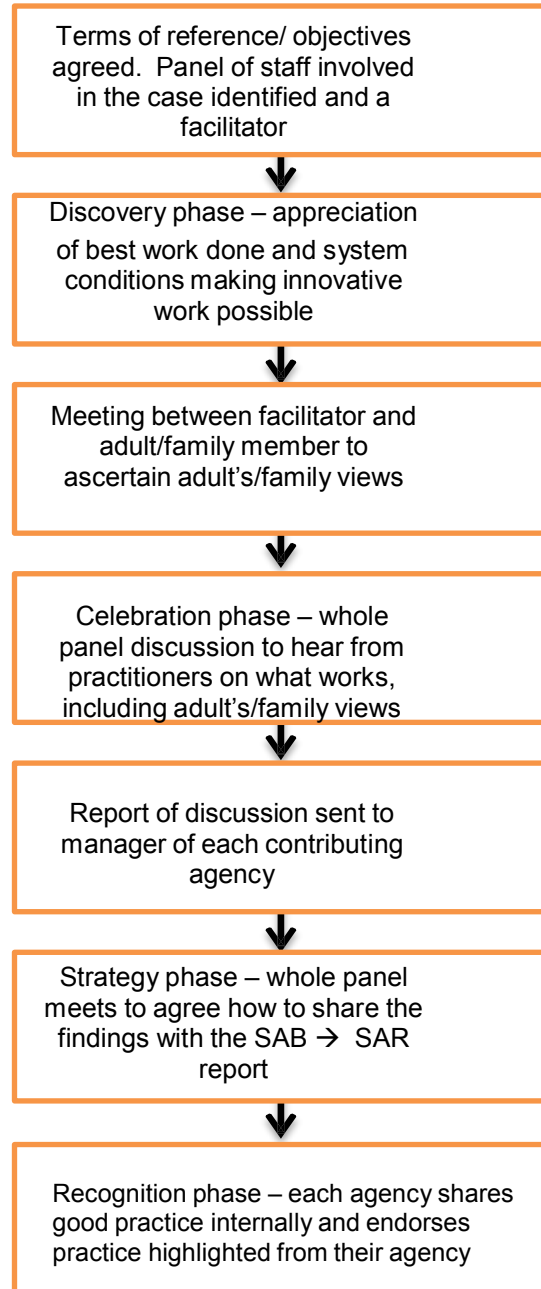 Terms of reference/ objectives
agreed.  Panel of staff involved
in the case identified and a
facilitator
Discovery phase – appreciation
of best work done and system
conditions making innovative
work possible
Meeting between facilitator and
adult/family member to
ascertain adult’s/family views
Celebration phase – whole
panel discussion to hear from
practitioners on what works,
including adult’s/family views
Report of discussion sent to
manager of each contributing
agency
Strategy phase – whole panel
meets to agree how to share the
findings with the SAB → SAR
report
Recognition phase – each agency shares
good practice internally and endorses
practice highlighted from their agency